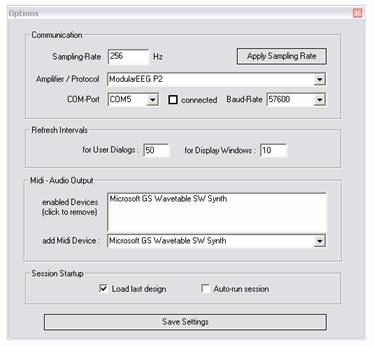 Options
Communication
Sampling-Rate 256 Hz Apply Sampling Rate
Amplifier / Protocol ModularEEG P2
COM-Port COM5 connected Baud-Rate 57600
Refresh Intervals
for User Dialogs : 50 for Display Windows : 10
Midi - Audio Output
enabled Devices Microsoft GS Wavetable SW Synth
(click to remove)
add Midi Device : Microsoft GS Wavetable SW Synth
Session Startup
Load last design Auto-run session
Save Settings